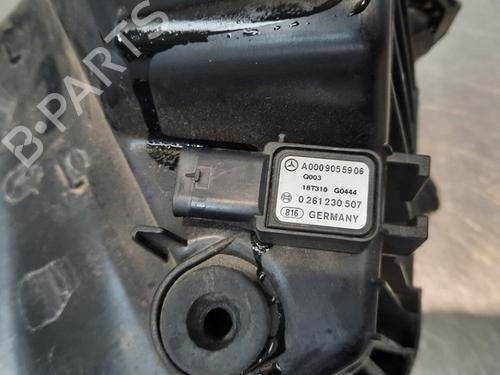 B-PARTS
A0009055906
Q003
18T310 G0444
0 261 230 507
816 GERMANY